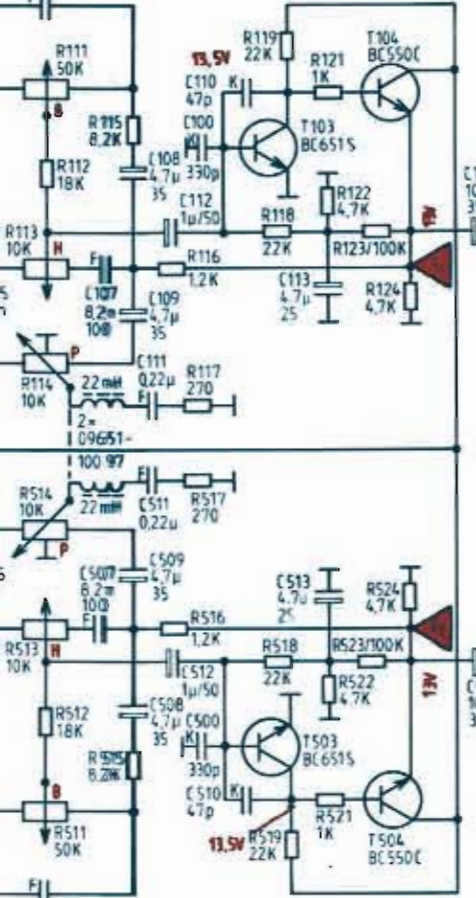 R119
22K
T104
BC550C
R111
50K
13,5V
C110
47p
K
R121
1K
B
R115
8,2K
C100
K
330p
T103
BC651S
R112
18K
C108
4,7µ
35
C112
1µ/50
R122
4,7K
R118
22K
R123/100K
13V
R113
10K
H
F
C107
8,2n
100
R116
1,2K
C109
4,7µ
35
C113
4,7µ
25
R124
4,7K
P
R114
10K
22mH
C111
0,22µ
F
R117
270
2×
09651-
100 97
R514
10K
22mH
F
C511
0,22µ
R517
270
P
C507
8,2n
100
F
C509
4,7µ
35
C513
4,7µ
25
R524
4,7K
R516
1,2K
R513
10K
H
R518
22K
R523/100K
13V
C512
1µ/50
R522
4,7K
R512
18K
C508
4,7µ
35
C500
K
330p
T503
BC651S
R515
8,2K
B
C510
47p
K
R511
50K
13,5V
R519
22K
R521
1K
T504
BC550C
F